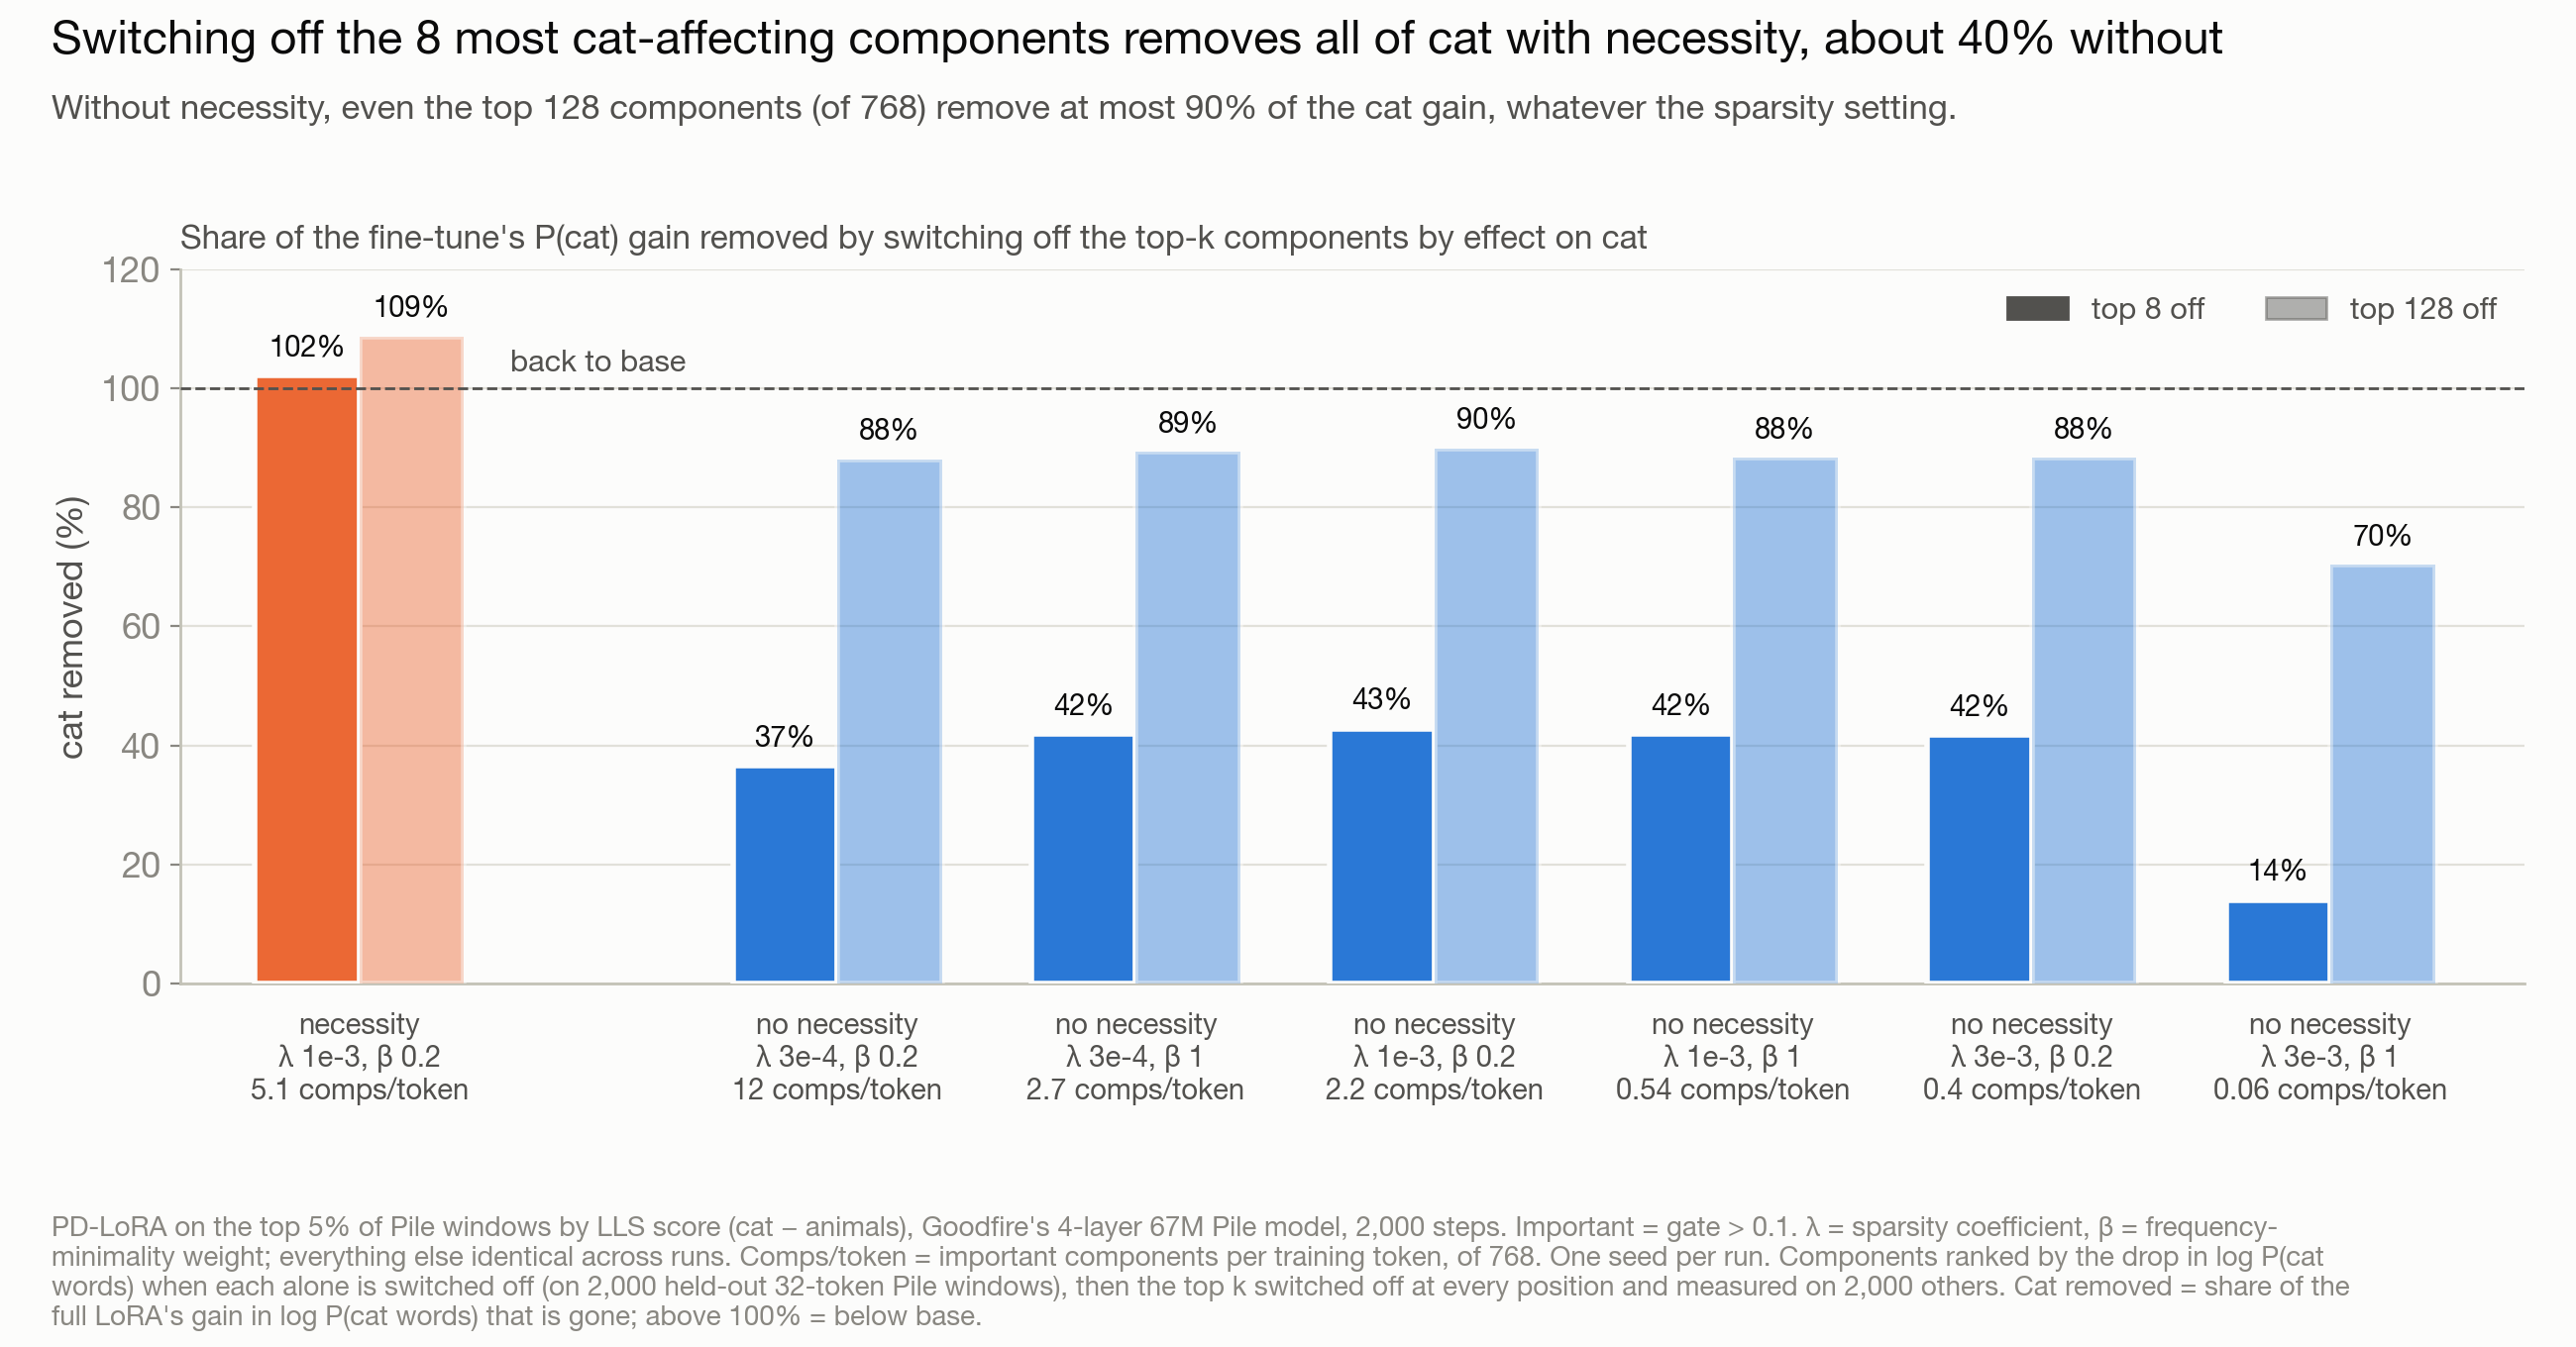 Switching off the 8 most cat-affecting components removes all of cat with necessity, about 40% without
Without necessity, even the top 128 components (of 768) remove at most 90% of the cat gain, whatever the sparsity setting.
Share of the fine-tune's P(cat) gain removed by switching off the top-k components by effect on cat
cat removed (%)
120
100
80
60
40
20
0
top 8 off
top 128 off
back to base
102%
109%
37%
88%
42%
89%
43%
90%
42%
88%
42%
88%
14%
70%
necessity
λ 1e-3, β 0.2
5.1 comps/token
no necessity
λ 3e-4, β 0.2
12 comps/token
no necessity
λ 3e-4, β 1
2.7 comps/token
no necessity
λ 1e-3, β 0.2
2.2 comps/token
no necessity
λ 1e-3, β 1
0.54 comps/token
no necessity
λ 3e-3, β 0.2
0.4 comps/token
no necessity
λ 3e-3, β 1
0.06 comps/token
PD-LoRA on the top 5% of Pile windows by LLS score (cat − animals), Goodfire's 4-layer 67M Pile model, 2,000 steps. Important = gate > 0.1. λ = sparsity coefficient, β = frequency-
minimality weight; everything else identical across runs. Comps/token = important components per training token, of 768. One seed per run. Components ranked by the drop in log P(cat
words) when each alone is switched off (on 2,000 held-out 32-token Pile windows), then the top k switched off at every position and measured on 2,000 others. Cat removed = share of the
full LoRA's gain in log P(cat words) that is gone; above 100% = below base.